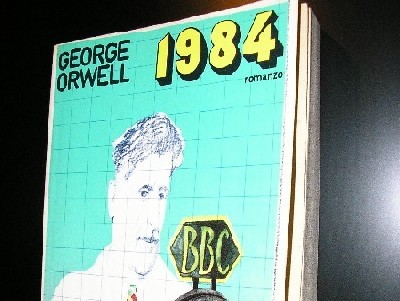 GEORGE
ORWELL
1984
romanzo
BBC